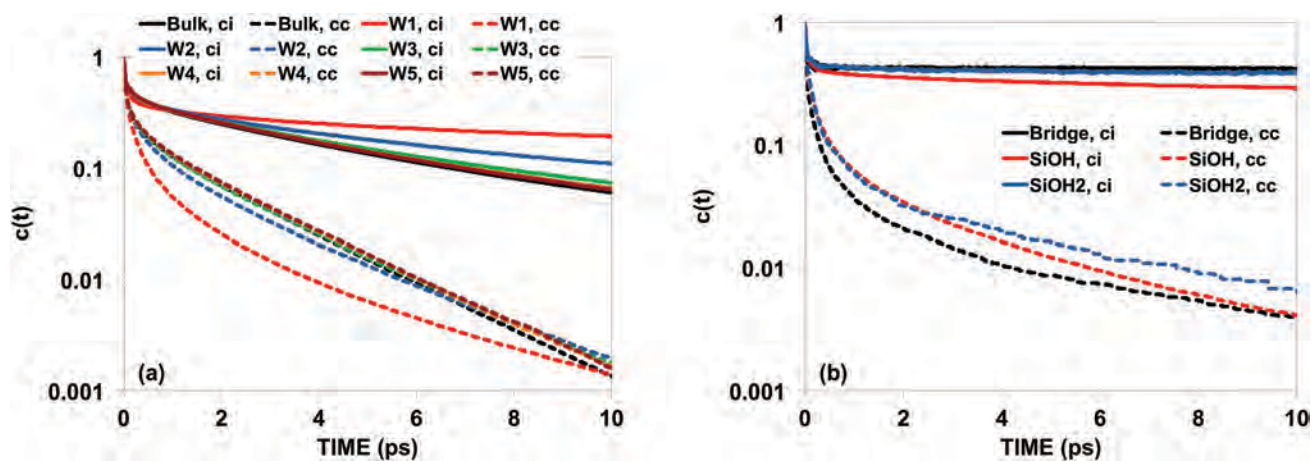 Bulk, ci Bulk, cc W1, ci W1, cc
W2, ci W2, cc W3, ci W3, cc
W4, ci W4, cc W5, ci W5, cc
1
0.1
0.01
0.001
c(t)
(a)
0 2 4 6 8 10
TIME (ps)
1
0.1
0.01
0.001
c(t)
Bridge, ci Bridge, cc
SiOH, ci SiOH, cc
SiOH2, ci SiOH2, cc
(b)
0 2 4 6 8 10
TIME (ps)